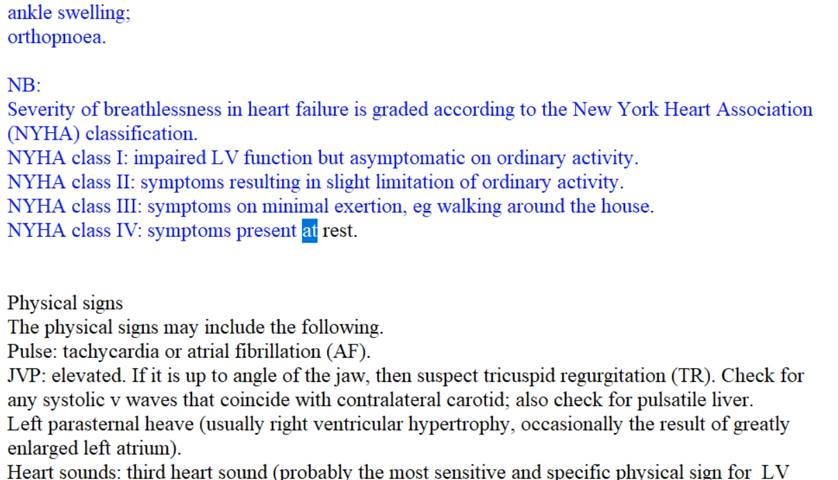 ankle swelling;
orthopnoea.
NB:
Severity of breathlessness in heart failure is graded according to the New York Heart Association
(NYHA) classification.
NYHA class I: impaired LV function but asymptomatic on ordinary activity.
NYHA class II: symptoms resulting in slight limitation of ordinary activity.
NYHA class III: symptoms on minimal exertion, eg walking around the house.
NYHA class IV: symptoms present at rest.
Physical signs
The physical signs may include the following.
Pulse: tachycardia or atrial fibrillation (AF).
JVP: elevated. If it is up to angle of the jaw, then suspect tricuspid regurgitation (TR). Check for
any systolic v waves that coincide with contralateral carotid; also check for pulsatile liver.
Left parasternal heave (usually right ventricular hypertrophy, occasionally the result of greatly
enlarged left atrium).
Heart sounds: third heart sound (probably the most sensitive and specific physical sign for LV